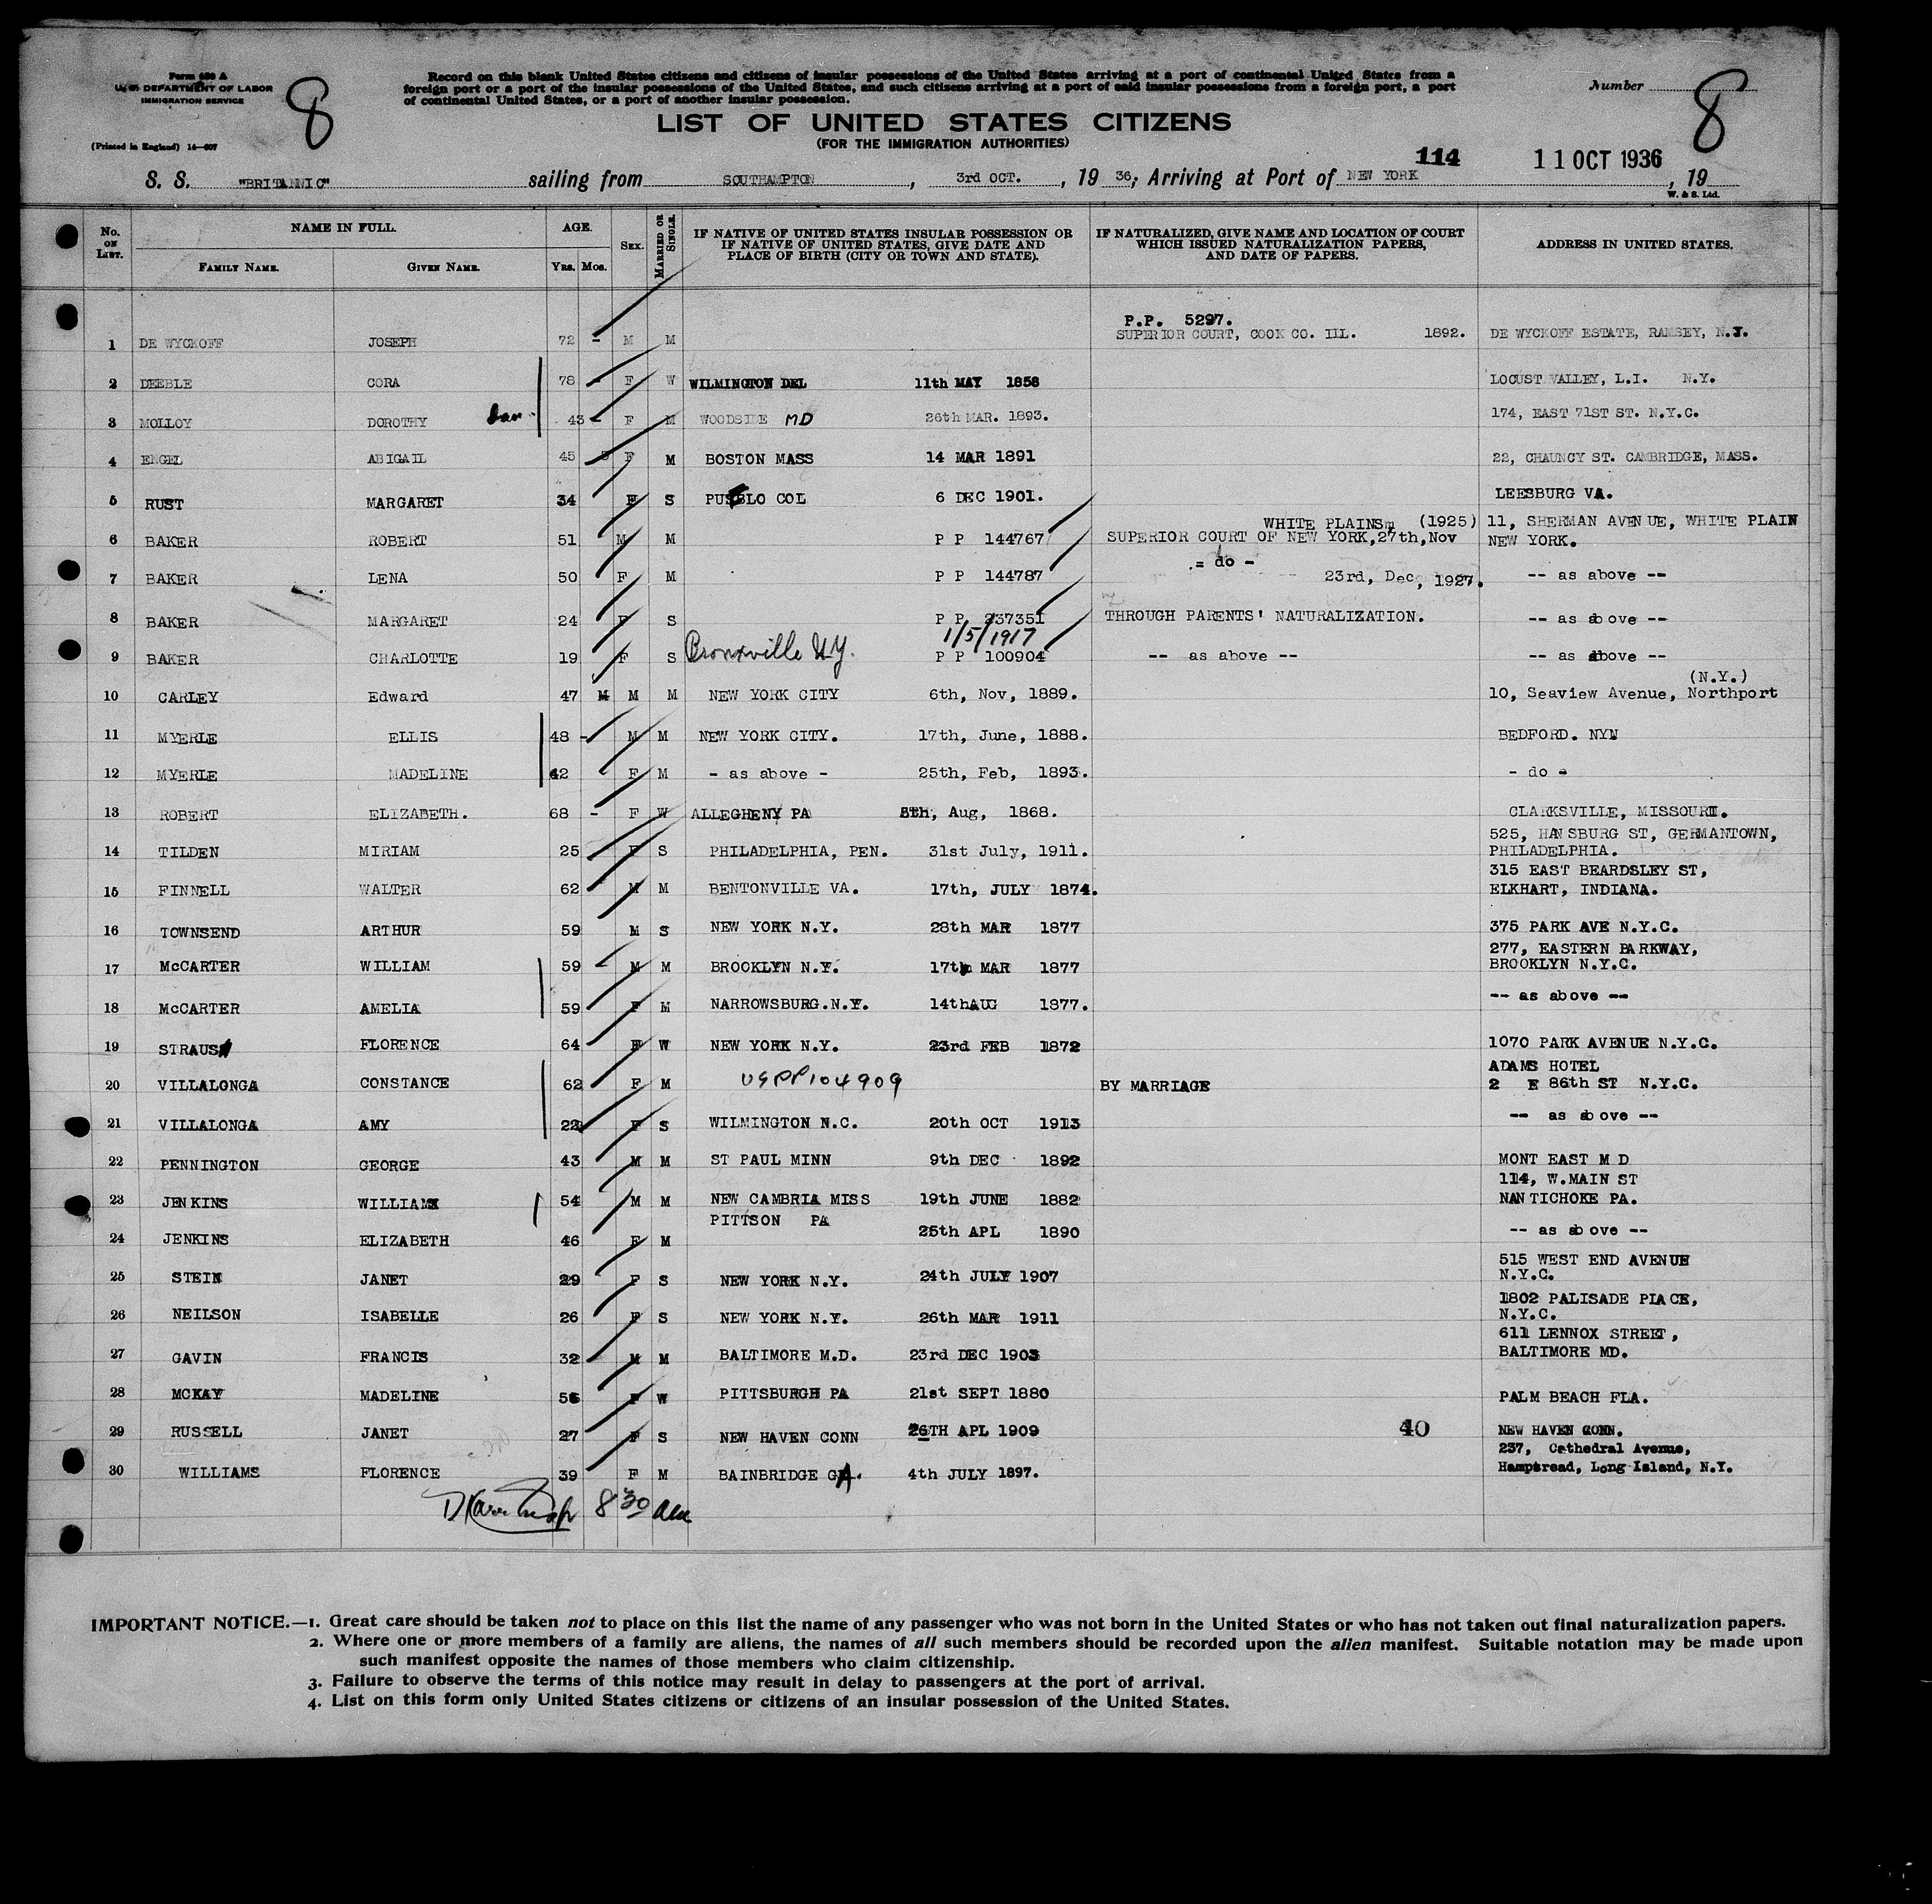 Form 630 A
U. S. DEPARTMENT OF LABOR
IMMIGRATION SERVICE
(Printed in England) 14—607
8
Record on this blank United States citizens and citizens of insular possessions of the United States arriving at a port of continental United States from a
foreign port or a port of the insular possessions of the United States, and such citizens arriving at a port of said insular possessions from a foreign port, a port
of continental United States, or a port of another insular possession.
Number 8
LIST OF UNITED STATES CITIZENS
(FOR THE IMMIGRATION AUTHORITIES)
114 11 OCT 1936
S. S. "BRITANNIC" sailing from SOUTHAMPTON, 3rd OCT., 19 36; Arriving at Port of NEW YORK, 19
W. & S. Ltd.
No. ON LIST. NAME IN FULL. FAMILY NAME. GIVEN NAME. AGE. YRS. MOS. SEX. MARRIED OR SINGLE. IF NATIVE OF UNITED STATES INSULAR POSSESSION OR IF NATIVE OF UNITED STATES, GIVE DATE AND PLACE OF BIRTH (CITY OR TOWN AND STATE). IF NATURALIZED, GIVE NAME AND LOCATION OF COURT WHICH ISSUED NATURALIZATION PAPERS, AND DATE OF PAPERS. ADDRESS IN UNITED STATES.
P.P. 5297.
1 DE WYCKOFF JOSEPH 72 - M M SUPERIOR COURT, COOK CO. ILL. 1892. DE WYCKOFF ESTATE, RAMSEY, N.J.
2 DEEBLE CORA 78 - F W WILMINGTON DEL 11th MAY 1858 LOCUST VALLEY, L.I. N.Y.
3 MOLLOY DOROTHY dau 43 - F M WOODSIDE MD 26th MAR. 1893. 174, EAST 71ST ST. N.Y.C.
4 ENGEL ABIGAIL 45 F M BOSTON MASS 14 MAR 1891 22, CHAUNCY ST. CAMBRIDGE, MASS.
5 RUST MARGARET 34 F S PUEBLO COL 6 DEC 1901. LEESBURG VA.
WHITE PLAINS, (1925) 11, SHERMAN AVENUE, WHITE PLAIN
6 BAKER ROBERT 51 M M P P 144767 SUPERIOR COURT OF NEW YORK, 27th, Nov NEW YORK.
7 BAKER LENA 50 F M P P 144787 - do - 23rd, Dec, 1927. -- as above --
8 BAKER MARGARET 24 F S P P 237351 THROUGH PARENTS' NATURALIZATION. -- as above --
1/5/1917
9 BAKER CHARLOTTE 19 F S Bronxville N.Y. P P 100904 -- as above -- -- as above --
(N.Y.)
10 CARLEY Edward 47 M M M NEW YORK CITY 6th, Nov, 1889. 10, Seaview Avenue, Northport
11 MYERLE ELLIS 48 - M M NEW YORK CITY. 17th, June, 1888. BEDFORD. NYN
12 MYERLE MADELINE 42 F M - as above - 25th, Feb, 1893. - do -
13 ROBERT ELIZABETH. 68 - F W ALLEGHENY PA 8th, Aug, 1868. CLARKSVILLE, MISSOURI.
525, HANSBURG ST, GERMANTOWN,
14 TILDEN MIRIAM 25 F S PHILADELPHIA, PEN. 31st July, 1911. PHILADELPHIA.
315 EAST BEARDSLEY ST,
15 FINNELL WALTER 62 M M BENTONVILLE VA. 17th, JULY 1874. ELKHART, INDIANA.
16 TOWNSEND ARTHUR 59 M S NEW YORK N.Y. 28th MAR 1877 375 PARK AVE N.Y.C.
277, EASTERN PARKWAY,
17 McCARTER WILLIAM 59 - M M BROOKLYN N.Y. 17th MAR 1877 BROOKLYN N.Y.C.
18 McCARTER AMELIA 59 F M NARROWSBURG.N.Y. 14thAUG 1877. -- as above --
19 STRAUS FLORENCE 64 F W NEW YORK N.Y. 23rd FEB 1872 1070 PARK AVENUE N.Y.C.
ADAMS HOTEL
20 VILLALONGA CONSTANCE 62 F M USPP104909 BY MARRIAGE 2 E 86th ST N.Y.C.
21 VILLALONGA AMY 22 F S WILMINGTON N.C. 20th OCT 1913 -- as above --
22 PENNINGTON GEORGE 43 M M ST PAUL MINN 9th DEC 1892 MONT EAST M D
114, W.MAIN ST
23 JENKINS WILLIAM 54 M M NEW CAMBRIA MISS 19th JUNE 1882 NANTICHOKE PA.
24 JENKINS ELIZABETH 46 F M PITTSON PA 25th APL 1890 -- as above --
515 WEST END AVENUE
25 STEIN JANET 29 F S NEW YORK N.Y. 24th JULY 1907 N.Y.C.
1802 PALISADE PLACE,
26 NEILSON ISABELLE 26 F S NEW YORK N.Y. 26th MAR 1911 N.Y.C.
611 LENNOX STREET,
27 GAVIN FRANCIS 32 M M BALTIMORE M.D. 23rd DEC 1903 BALTIMORE MD.
28 MCKAY MADELINE 56 F W PITTSBURGH PA 21st SEPT 1880 PALM BEACH FLA.
29 RUSSELL JANET 27 F S NEW HAVEN CONN 26TH APL 1909 40 NEW HAVEN CONN.
237, Cathedral Avenue,
30 WILLIAMS FLORENCE 39 F M BAINBRIDGE GA. 4th JULY 1897. Hampstead, Long Island, N.Y.
8 30 am
IMPORTANT NOTICE.—1. Great care should be taken not to place on this list the name of any passenger who was not born in the United States or who has not taken out final naturalization papers.
2. Where one or more members of a family are aliens, the names of all such members should be recorded upon the alien manifest. Suitable notation may be made upon
such manifest opposite the names of those members who claim citizenship.
3. Failure to observe the terms of this notice may result in delay to passengers at the port of arrival.
4. List on this form only United States citizens or citizens of an insular possession of the United States.